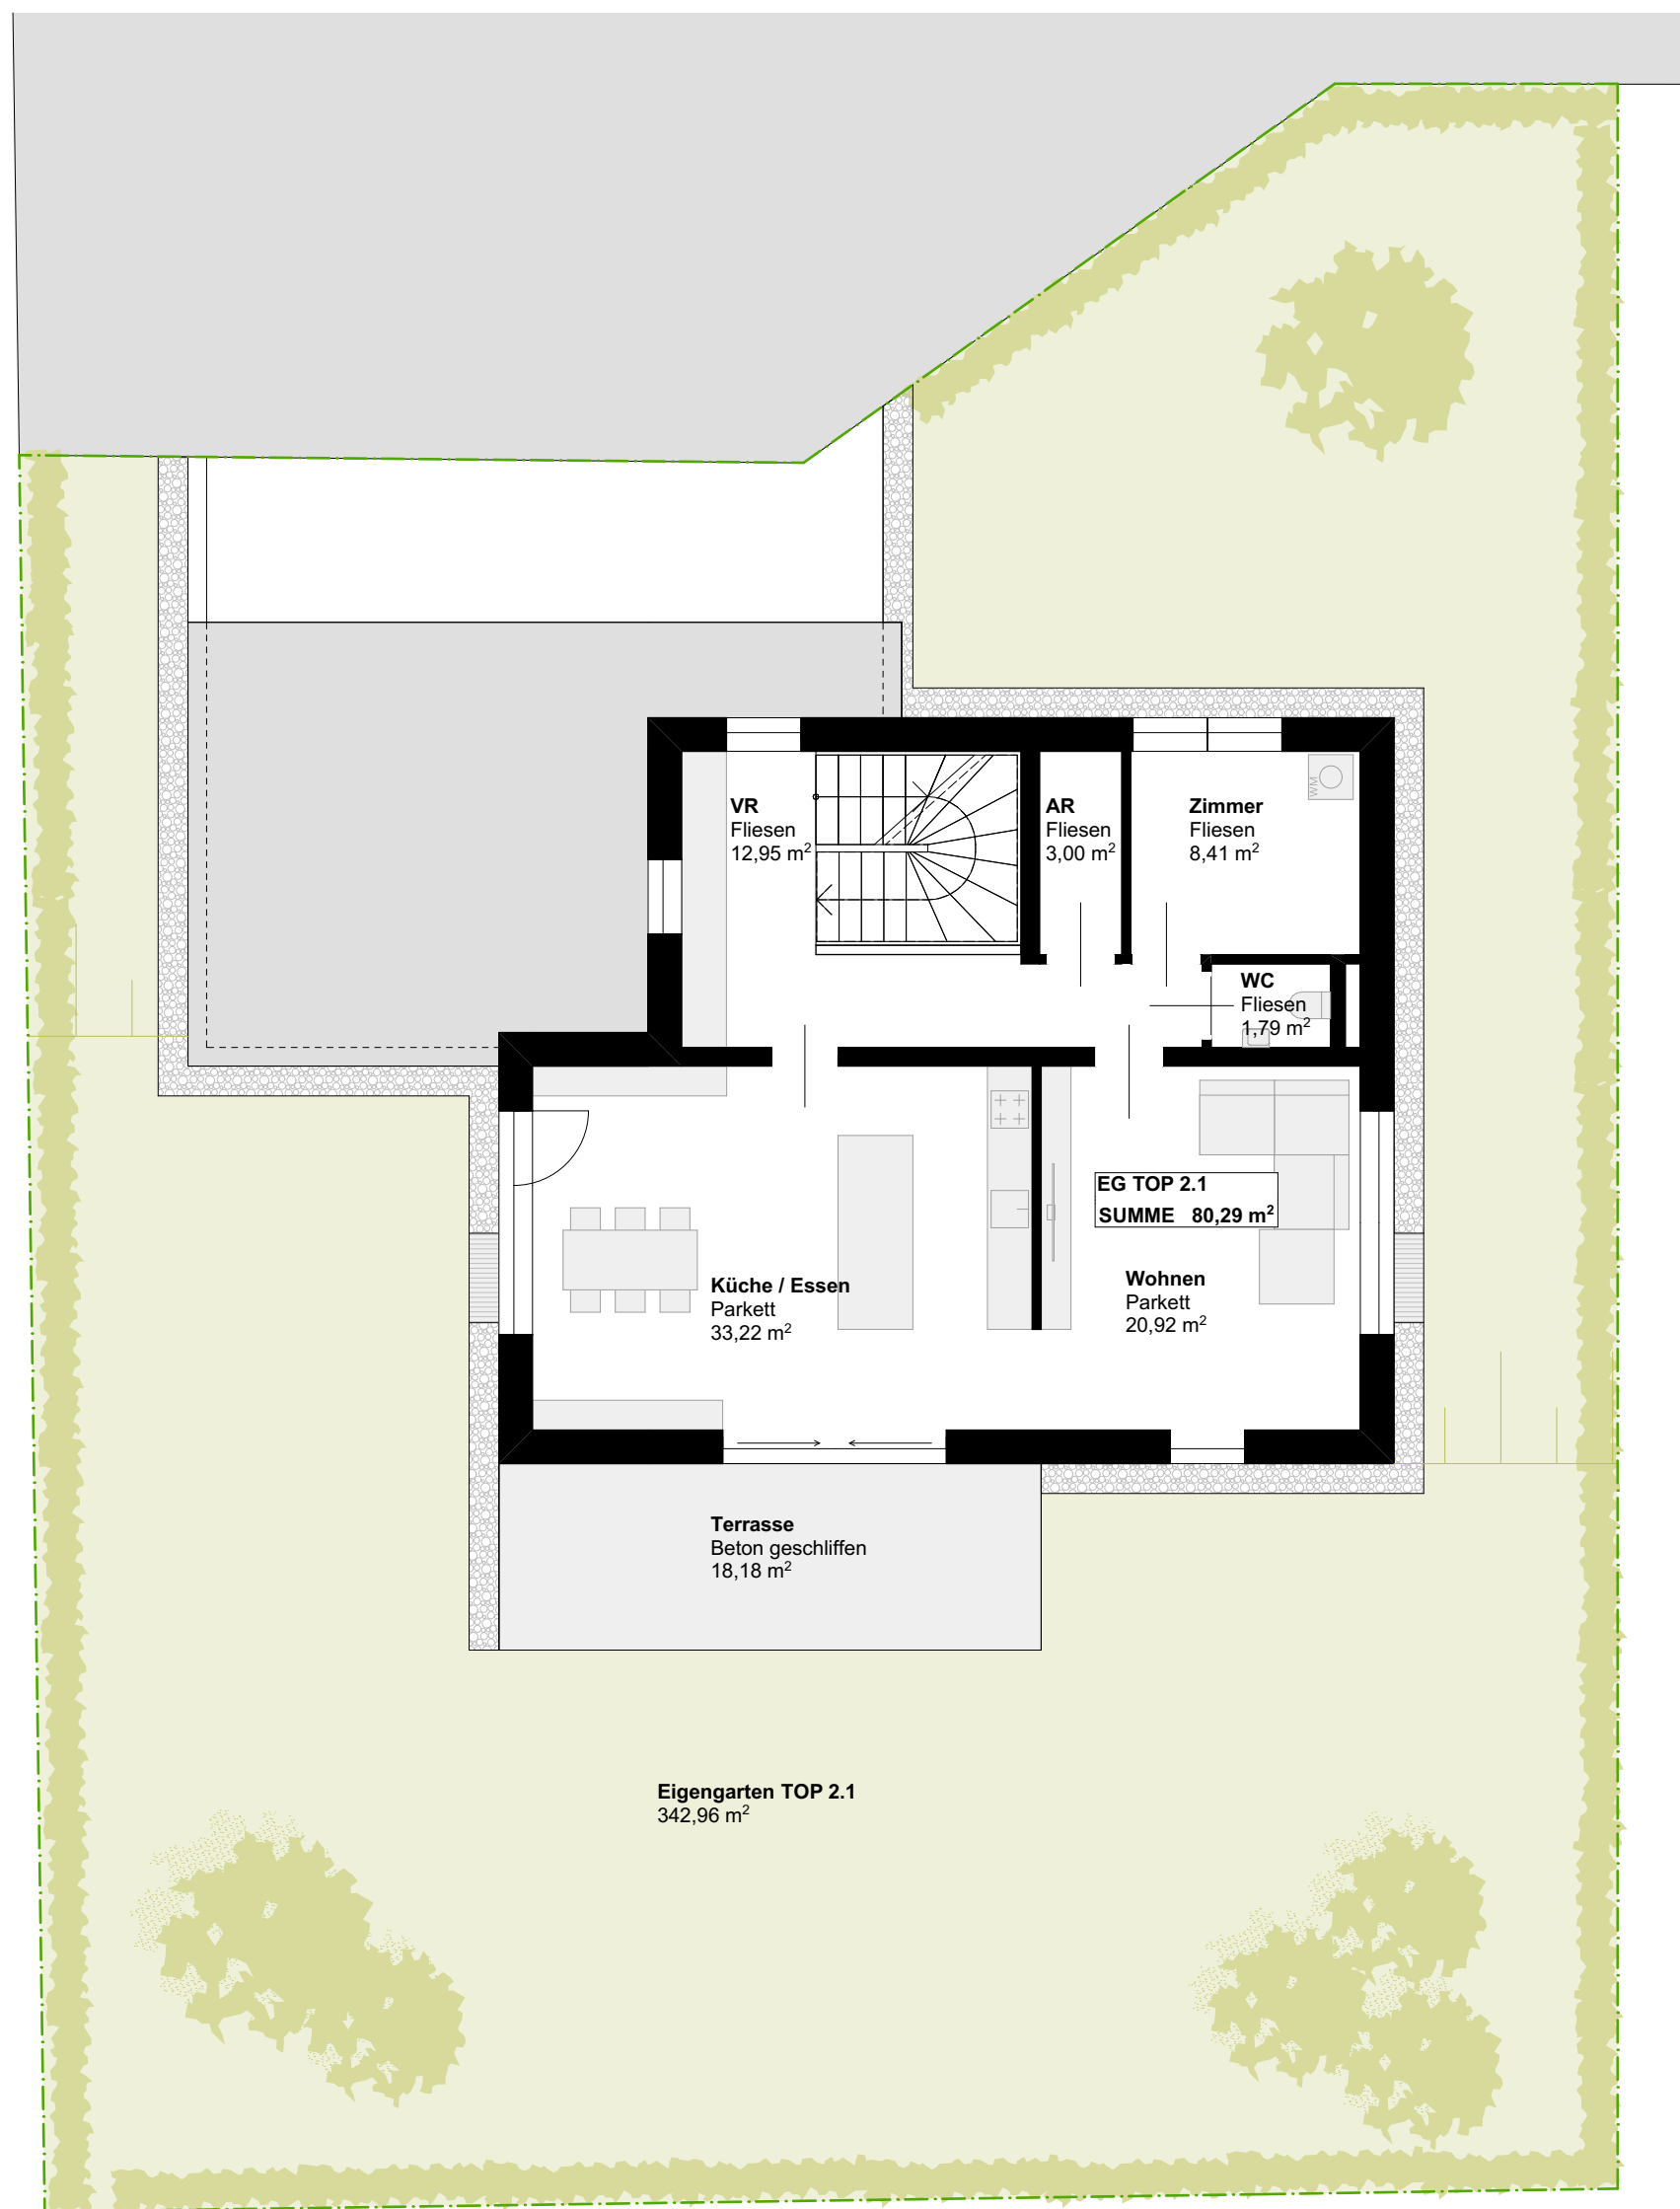 VR
Fliesen
12,95 m²
AR
Fliesen
3,00 m²
Zimmer
Fliesen
8,41 m²
WM
WC
Fliesen
1,79 m²
EG TOP 2.1
SUMME 80,29 m²
Küche / Essen
Parkett
33,22 m²
Wohnen
Parkett
20,92 m²
Terrasse
Beton geschliffen
18,18 m²
Eigengarten TOP 2.1
342,96 m²